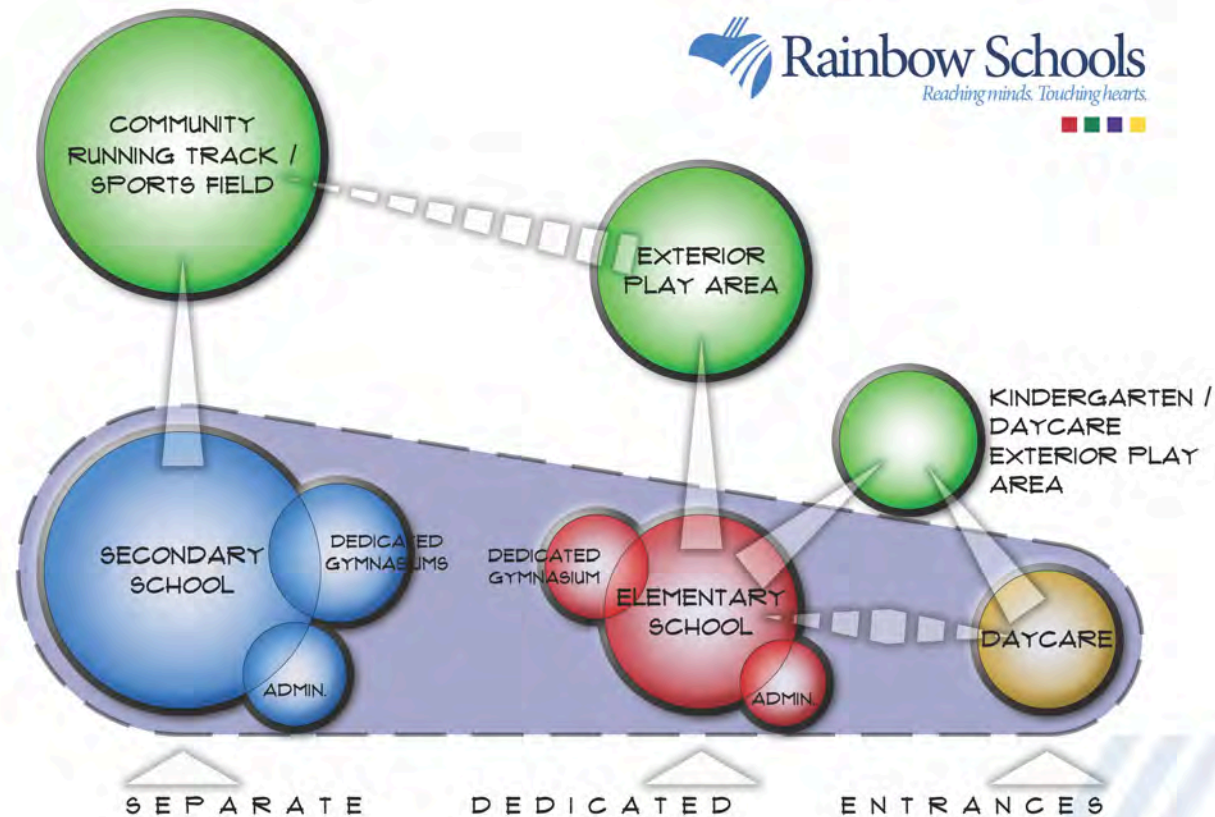 Rainbow Schools
Reaching minds. Touching hearts.
COMMUNITY
RUNNING TRACK /
SPORTS FIELD
EXTERIOR
PLAY AREA
KINDERGARTEN /
DAYCARE
EXTERIOR PLAY
AREA
SECONDARY
SCHOOL
DEDICATED
GYMNASIUMS
ADMIN.
DEDICATED
GYMNASIUM
ELEMENTARY
SCHOOL
ADMIN.
DAYCARE
SEPARATE DEDICATED ENTRANCES